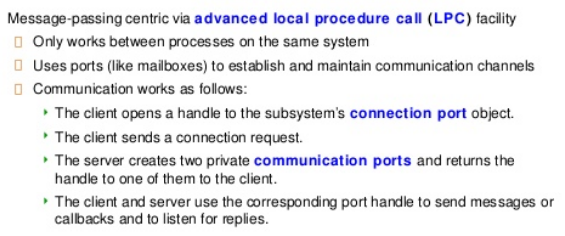 Message-passing centric via advanced local procedure call (LPC) facility
Only works between processes on the same system
Uses ports (like mailboxes) to establish and maintain communication channels
Communication works as follows:
The client opens a handle to the subsystem's connection port object.
The client sends a connection request.
The server creates two private communication ports and returns the
handle to one of them to the client.
The client and server use the corresponding port handle to send messages or
callbacks and to listen for replies.